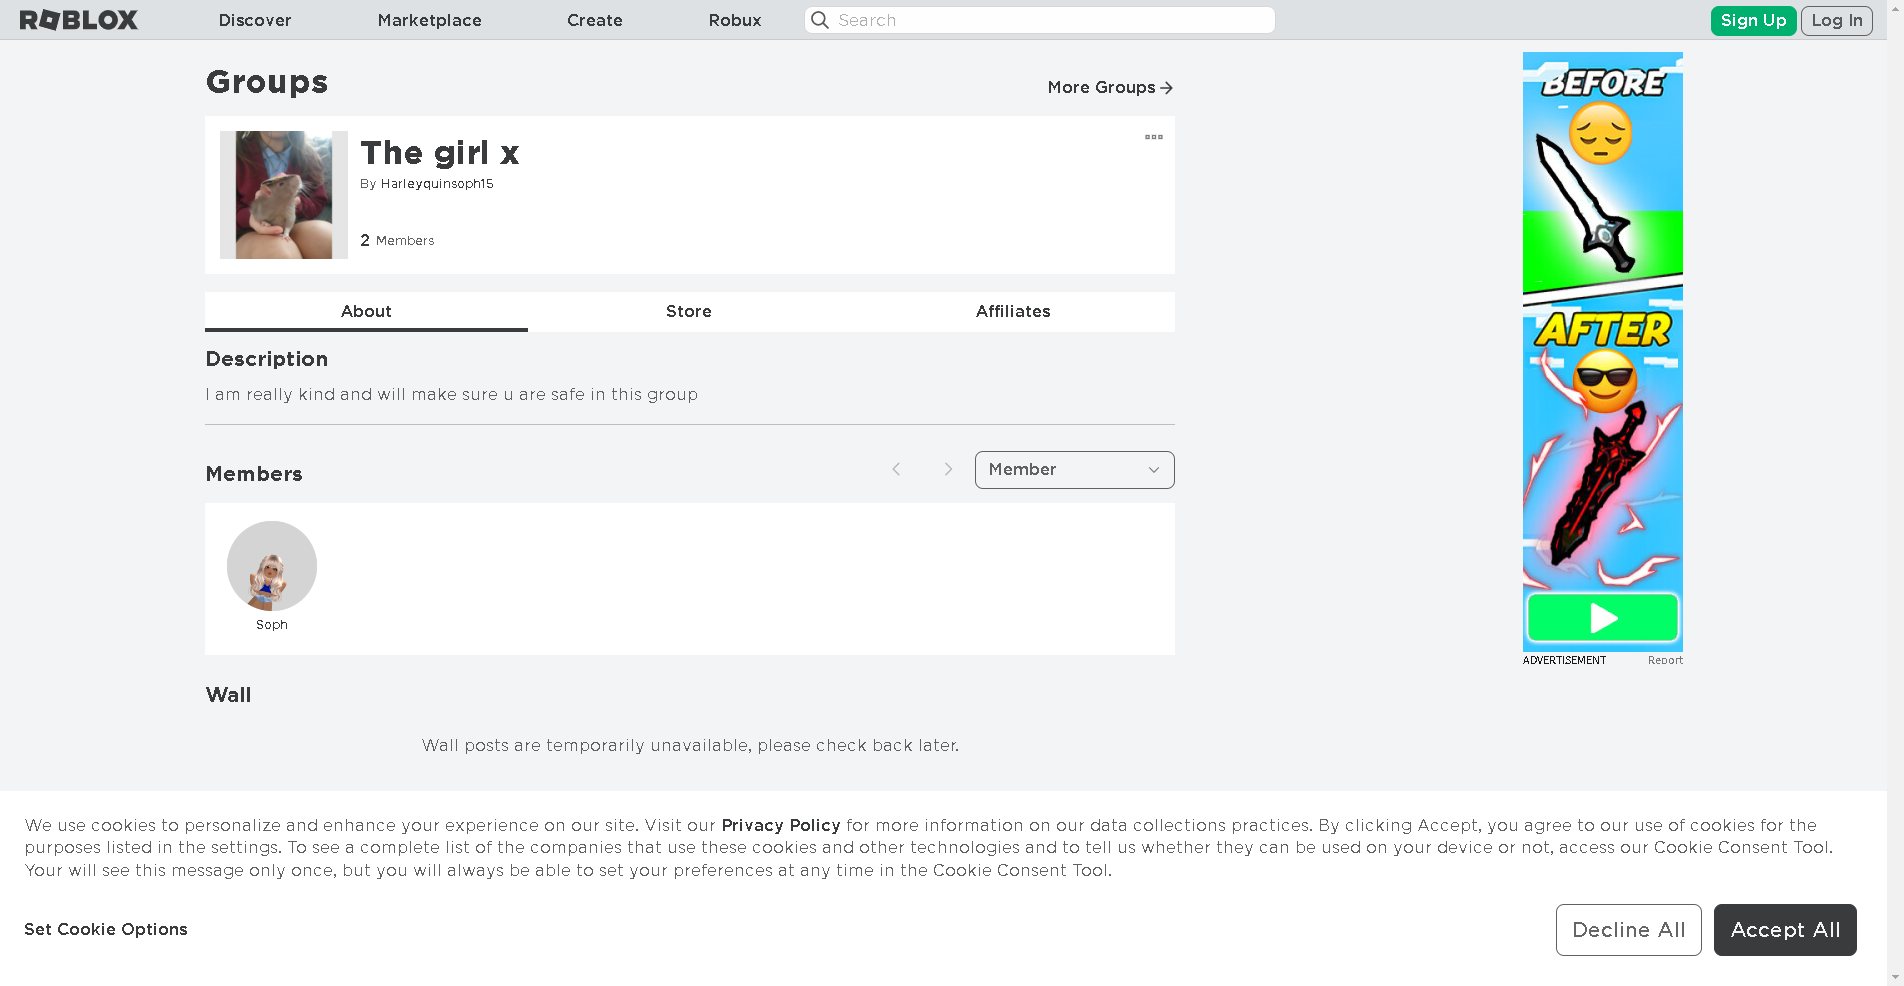 ROBLOX
Discover
Marketplace
Create
Robux
Search
Sign Up
Log In
Groups
More Groups
The girl x
By Harleyquinsoph15
2 Members
About
Store
Affiliates
Description
I am really kind and will make sure u are safe in this group
Members
Member
Soph
Wall
Wall posts are temporarily unavailable, please check back later.
BEFORE
AFTER
ADVERTISEMENT
Report
We use cookies to personalize and enhance your experience on our site. Visit our Privacy Policy for more information on our data collections practices. By clicking Accept, you agree to our use of cookies for the
purposes listed in the settings. To see a complete list of the companies that use these cookies and other technologies and to tell us whether they can be used on your device or not, access our Cookie Consent Tool.
Your will see this message only once, but you will always be able to set your preferences at any time in the Cookie Consent Tool.
Set Cookie Options
Decline All
Accept All